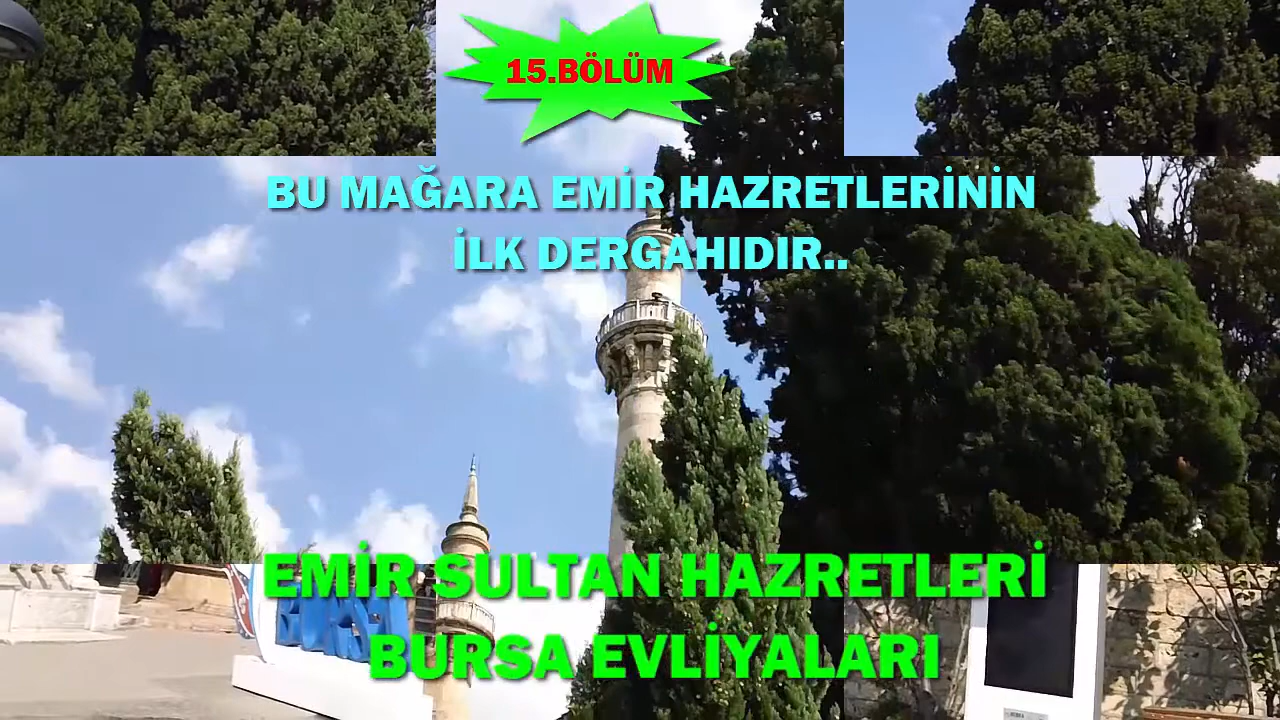 15.BÖLÜM
BU MAĞARA EMİR HAZRETLERİNİN
İLK DERGAHIDIR..
EMİR SULTAN HAZRETLERİ
BURSA EVLİYALARI